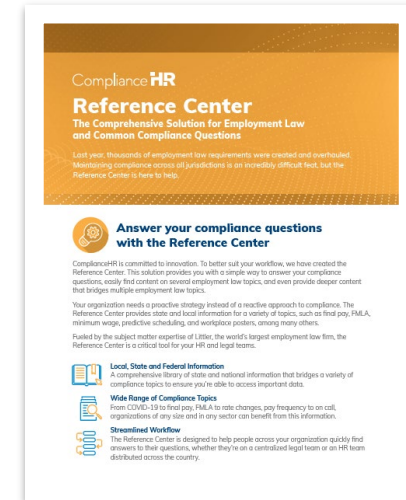 Compliance HR
Reference Center
The Comprehensive Solution for Employment Law
and Common Compliance Questions
Last year, thousands of employment law requirements were created and overhauled.
Maintaining compliance across all jurisdictions is an incredibly difficult feat, but the
Reference Center is here to help.
Answer your compliance questions
with the Reference Center
ComplianceHR is committed to innovation. To better suit your workflow, we have created the
Reference Center. This solution provides you with a simple way to answer your compliance
questions, easily find content on several employment law topics, and even provide deeper content
that bridges multiple employment law topics.
Your organization needs a proactive strategy instead of a reactive approach to compliance. The
Reference Center provides state and local information for a variety of topics, such as final pay, FMLA,
minimum wage, predictive scheduling, and workplace posters, among many others.
Fueled by the subject matter expertise of Littler, the world's largest employment law firm, the
Reference Center is a critical tool for your HR and legal teams.
Local, State and Federal Information
A comprehensive library of state and national information that bridges a variety of
compliance topics to ensure you're able to access important data.
Wide Range of Compliance Topics
From COVID-19 to final pay, FMLA to rate changes, pay frequency to on call,
organizations of any size and in any sector can benefit from this information.
Streamlined Workflow
The Reference Center is designed to help people across your organization quickly find
answers to their questions, whether they're on a centralized legal team or an HR team
distributed across the country.